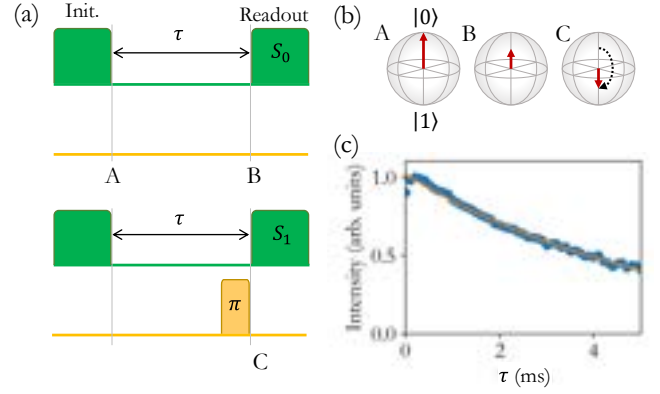 (a)
Init.
Readout
τ
S₀
A
B
τ
S₁
π
C
(b)
|0⟩
A
B
C
|1⟩
(c)
Intensity (arb. units)
1.0
0.5
0.0
0
2
4
τ (ms)